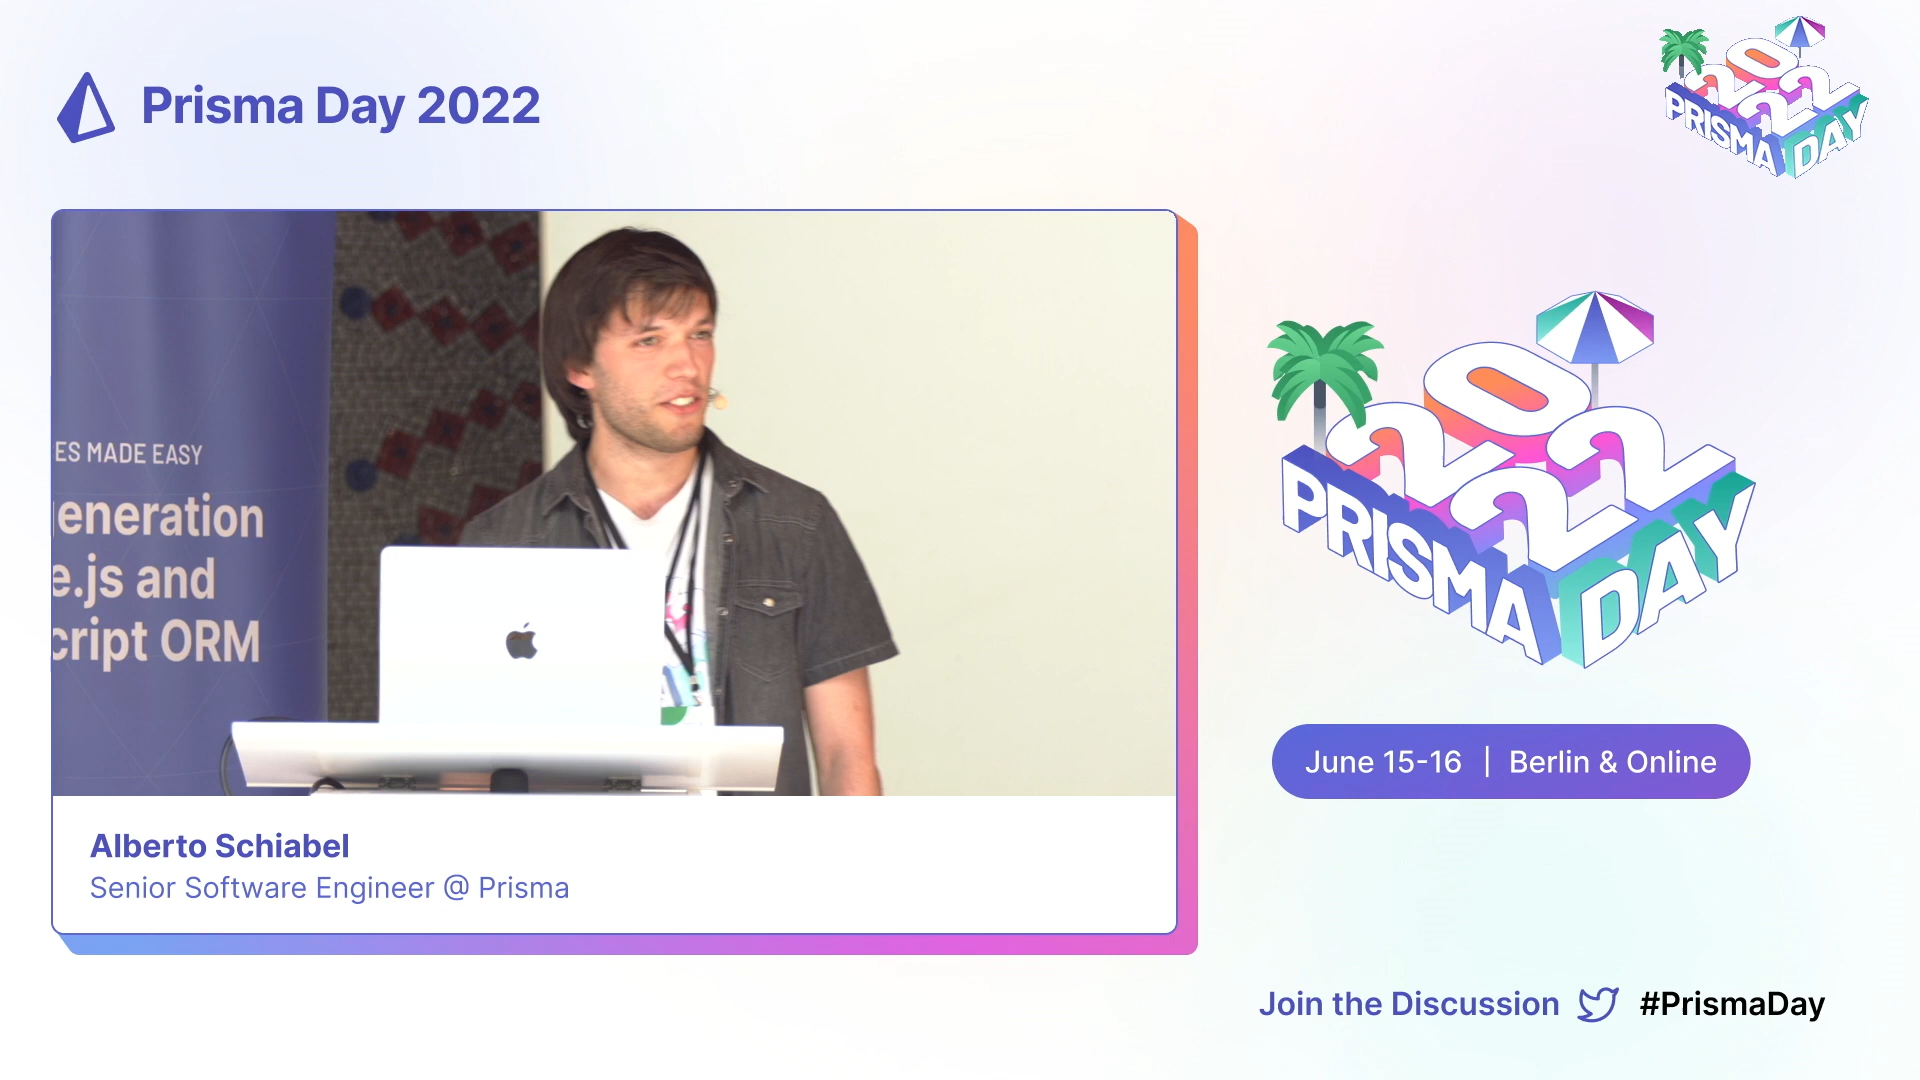 Prisma Day 2022
2022
PRISMA DAY
ES MADE EASY
eneration
e.js and
cript ORM
Alberto Schiabel
Senior Software Engineer @ Prisma
2022
PRISMA DAY
June 15-16 | Berlin & Online
Join the Discussion #PrismaDay